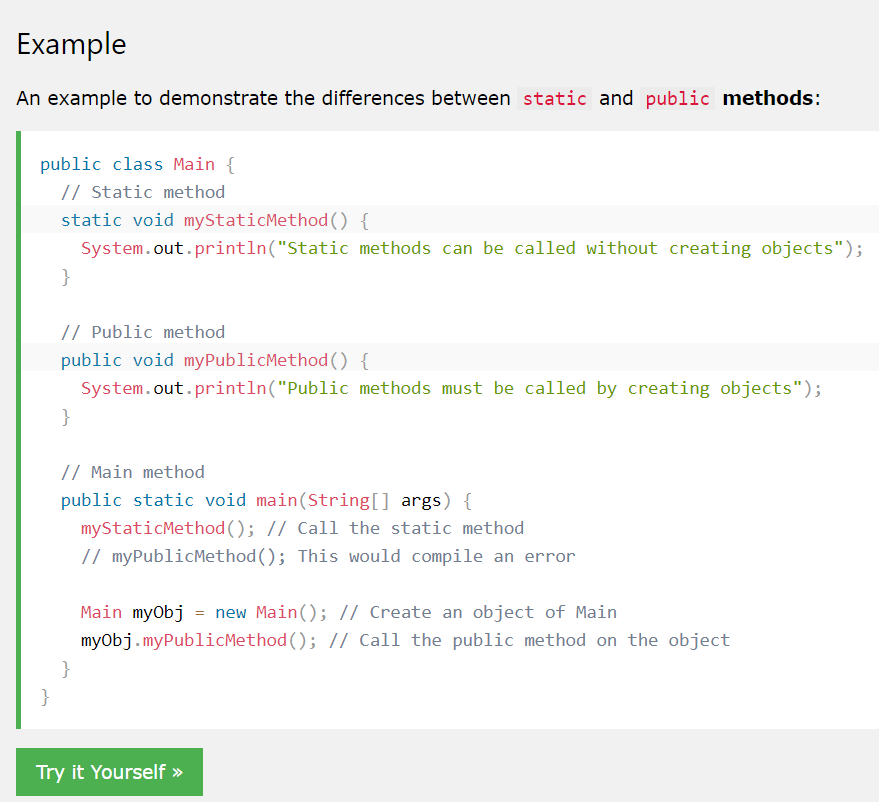 Example
An example to demonstrate the differences between static and public methods:
public class Main {
  // Static method
  static void myStaticMethod() {
    System.out.println("Static methods can be called without creating objects");
  }

  // Public method
  public void myPublicMethod() {
    System.out.println("Public methods must be called by creating objects");
  }

  // Main method
  public static void main(String[] args) {
    myStaticMethod(); // Call the static method
    // myPublicMethod(); This would compile an error

    Main myObj = new Main(); // Create an object of Main
    myObj.myPublicMethod(); // Call the public method on the object
  }
}
Try it Yourself »